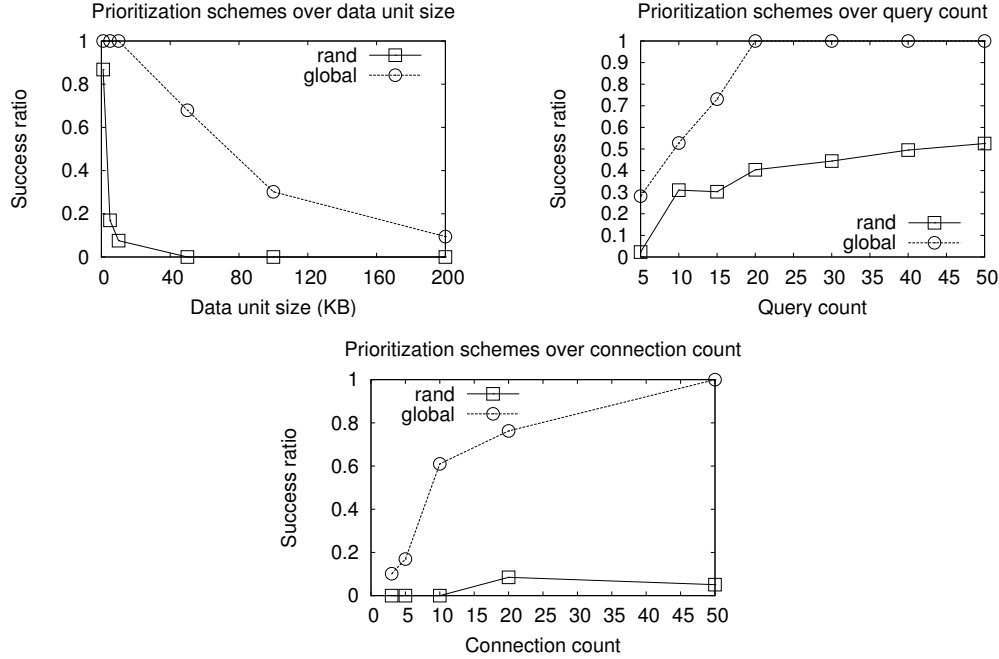 Prioritization schemes over data unit size
1
0.8
0.6
0.4
0.2
0
Success ratio
rand
global
0 40 80 120 160 200
Data unit size (KB)
Prioritization schemes over query count
1
0.9
0.8
0.7
0.6
0.5
0.4
0.3
0.2
0.1
0
Success ratio
rand
global
5 10 15 20 25 30 35 40 45 50
Query count
Prioritization schemes over connection count
1
0.8
0.6
0.4
0.2
0
Success ratio
rand
global
0 5 10 15 20 25 30 35 40 45 50
Connection count